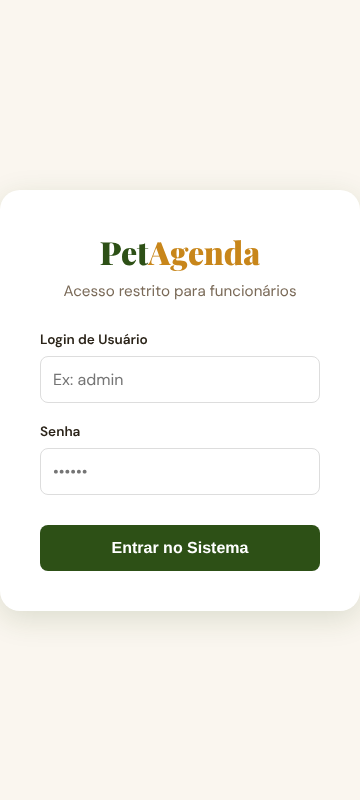 PetAgenda
Acesso restrito para funcionários
Login de Usuário
Ex: admin
Senha
••••••
Entrar no Sistema